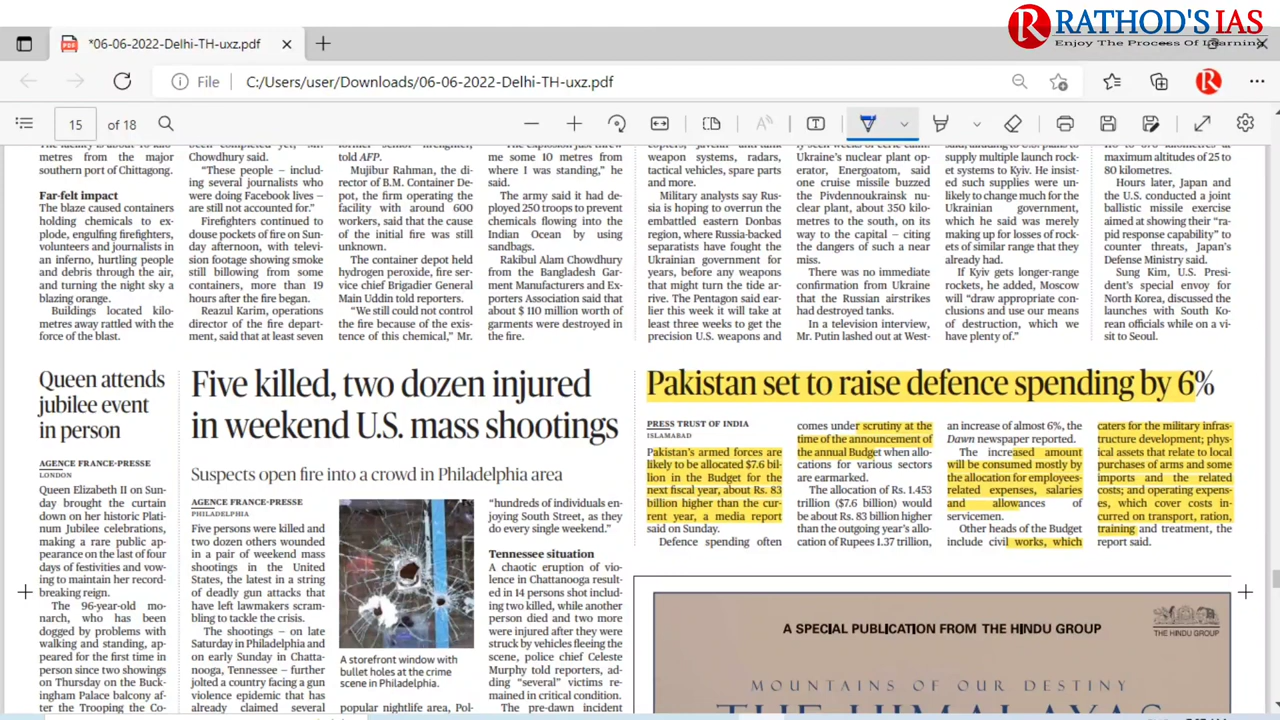 RATHOD'S IAS
Enjoy The Process Of Learning
*06-06-2022-Delhi-TH-uxz.pdf
File
C:/Users/user/Downloads/06-06-2022-Delhi-TH-uxz.pdf
15 of 18
metres from the major
southern port of Chittagong.
Far-felt impact
The blaze caused containers
holding chemicals to ex-
plode, engulfing firefighters,
volunteers and journalists in
an inferno, hurtling people
and debris through the air,
and turning the night sky a
blazing orange.
Buildings located kilo-
metres away rattled with the
force of the blast.
Chowdhury said.
"These people – includ-
ing several journalists who
were doing Facebook lives –
are still not accounted for."
Firefighters continued to
douse pockets of fire on Sun-
day afternoon, with televi-
sion footage showing smoke
still billowing from some
containers, more than 19
hours after the fire began.
Reazul Karim, operations
director of the fire depart-
ment, said that at least seven
told AFP.
Mujibur Rahman, the di-
rector of B.M. Container De-
pot, the firm operating the
facility with around 600
workers, said that the cause
of the initial fire was still
unknown.
The container depot held
hydrogen peroxide, fire ser-
vice chief Brigadier General
Main Uddin told reporters.
"We still could not control
the fire because of the exis-
tence of this chemical," Mr.
me some 10 metres from
where I was standing," he
said.
The army said it had de-
ployed 250 troops to prevent
chemicals flowing into the
Indian Ocean by using
sandbags.
Rakibul Alam Chowdhury
from the Bangladesh Gar-
ment Manufacturers and Ex-
porters Association said that
about $ 110 million worth of
garments were destroyed in
the fire.
weapon systems, radars,
tactical vehicles, spare parts
and more.
Military analysts say Rus-
sia is hoping to overrun the
embattled eastern Donbas
region, where Russia-backed
separatists have fought the
Ukrainian government for
years, before any weapons
that might turn the tide ar-
rive. The Pentagon said ear-
lier this week it will take at
least three weeks to get the
precision U.S. weapons and
Ukraine's nuclear plant op-
erator, Energoatom, said
one cruise missile buzzed
the Pivdennoukrainsk nu-
clear plant, about 350 kilo-
metres to the south, on its
way to the capital – citing
the dangers of such a near
miss.
There was no immediate
confirmation from Ukraine
that the Russian airstrikes
had destroyed tanks.
In a television interview,
Mr. Putin lashed out at West-
supply multiple launch rock-
et systems to Kyiv. He insist-
ed such supplies were un-
likely to change much for the
Ukrainian government,
which he said was merely
making up for losses of rock-
ets of similar range that they
already had.
If Kyiv gets longer-range
rockets, he added, Moscow
will "draw appropriate con-
clusions and use our means
of destruction, which we
have plenty of."
maximum altitudes of 25 to
80 kilometres.
Hours later, Japan and
the U.S. conducted a joint
ballistic missile exercise
aimed at showing their "ra-
pid response capability" to
counter threats, Japan's
Defense Ministry said.
Sung Kim, U.S. Presi-
dent's special envoy for
North Korea, discussed the
launches with South Ko-
rean officials while on a vi-
sit to Seoul.
Queen attends
jubilee event
in person
AGENCE FRANCE-PRESSE
LONDON
Queen Elizabeth II on Sun-
day brought the curtain
down on her historic Plati-
num Jubilee celebrations,
making a rare public ap-
pearance on the last of four
days of festivities and vow-
ing to maintain her record-
breaking reign.
The 96-year-old mo-
narch, who has been
dogged by problems with
walking and standing, ap-
peared for the first time in
person since two showings
on Thursday on the Buck-
ingham Palace balcony af-
ter the Trooping the Co-
Five killed, two dozen injured
in weekend U.S. mass shootings
Suspects open fire into a crowd in Philadelphia area
AGENCE FRANCE-PRESSE
PHILADELPHIA
Five persons were killed and
two dozen others wounded
in a pair of weekend mass
shootings in the United
States, the latest in a string
of deadly gun attacks that
have left lawmakers scram-
bling to tackle the crisis.
The shootings – on late
Saturday in Philadelphia and
on early Sunday in Chatta-
nooga, Tennessee – further
jolted a country facing a gun
violence epidemic that has
already claimed several
A storefront window with
bullet holes at the crime
scene in Philadelphia.
popular nightlife area, Pol-
"hundreds of individuals en-
joying South Street, as they
do every single weekend."
Tennessee situation
A chaotic eruption of vio-
lence in Chattanooga result-
ed in 14 persons shot includ-
ing two killed, while another
person died and two more
were injured after they were
struck by vehicles fleeing the
scene, police chief Celeste
Murphy told reporters, ad-
ding "several" victims re-
mained in critical condition.
The pre-dawn incident
Pakistan set to raise defence spending by 6%
PRESS TRUST OF INDIA
ISLAMABAD
Pakistan's armed forces are
likely to be allocated $7.6 bil-
lion in the Budget for the
next fiscal year, about Rs. 83
billion higher than the cur-
rent year, a media report
said on Sunday.
Defence spending often
comes under scrutiny at the
time of the announcement of
the annual Budget when allo-
cations for various sectors
are earmarked.
The allocation of Rs. 1.453
trillion ($7.6 billion) would
be about Rs. 83 billion higher
than the outgoing year's allo-
cation of Rupees 1.37 trillion,
an increase of almost 6%, the
Dawn newspaper reported.
The increased amount
will be consumed mostly by
the allocation for employees-
related expenses, salaries
and allowances of
servicemen.
Other heads of the Budget
include civil works, which
caters for the military infras-
tructure development; phys-
ical assets that relate to local
purchases of arms and some
imports and the related
costs; and operating expens-
es, which cover costs in-
curred on transport, ration,
training and treatment, the
report said.
A SPECIAL PUBLICATION FROM THE HINDU GROUP
THE HINDU GROUP
MOUNTAINS OF OUR DESTINY
THE HIMALAYAS